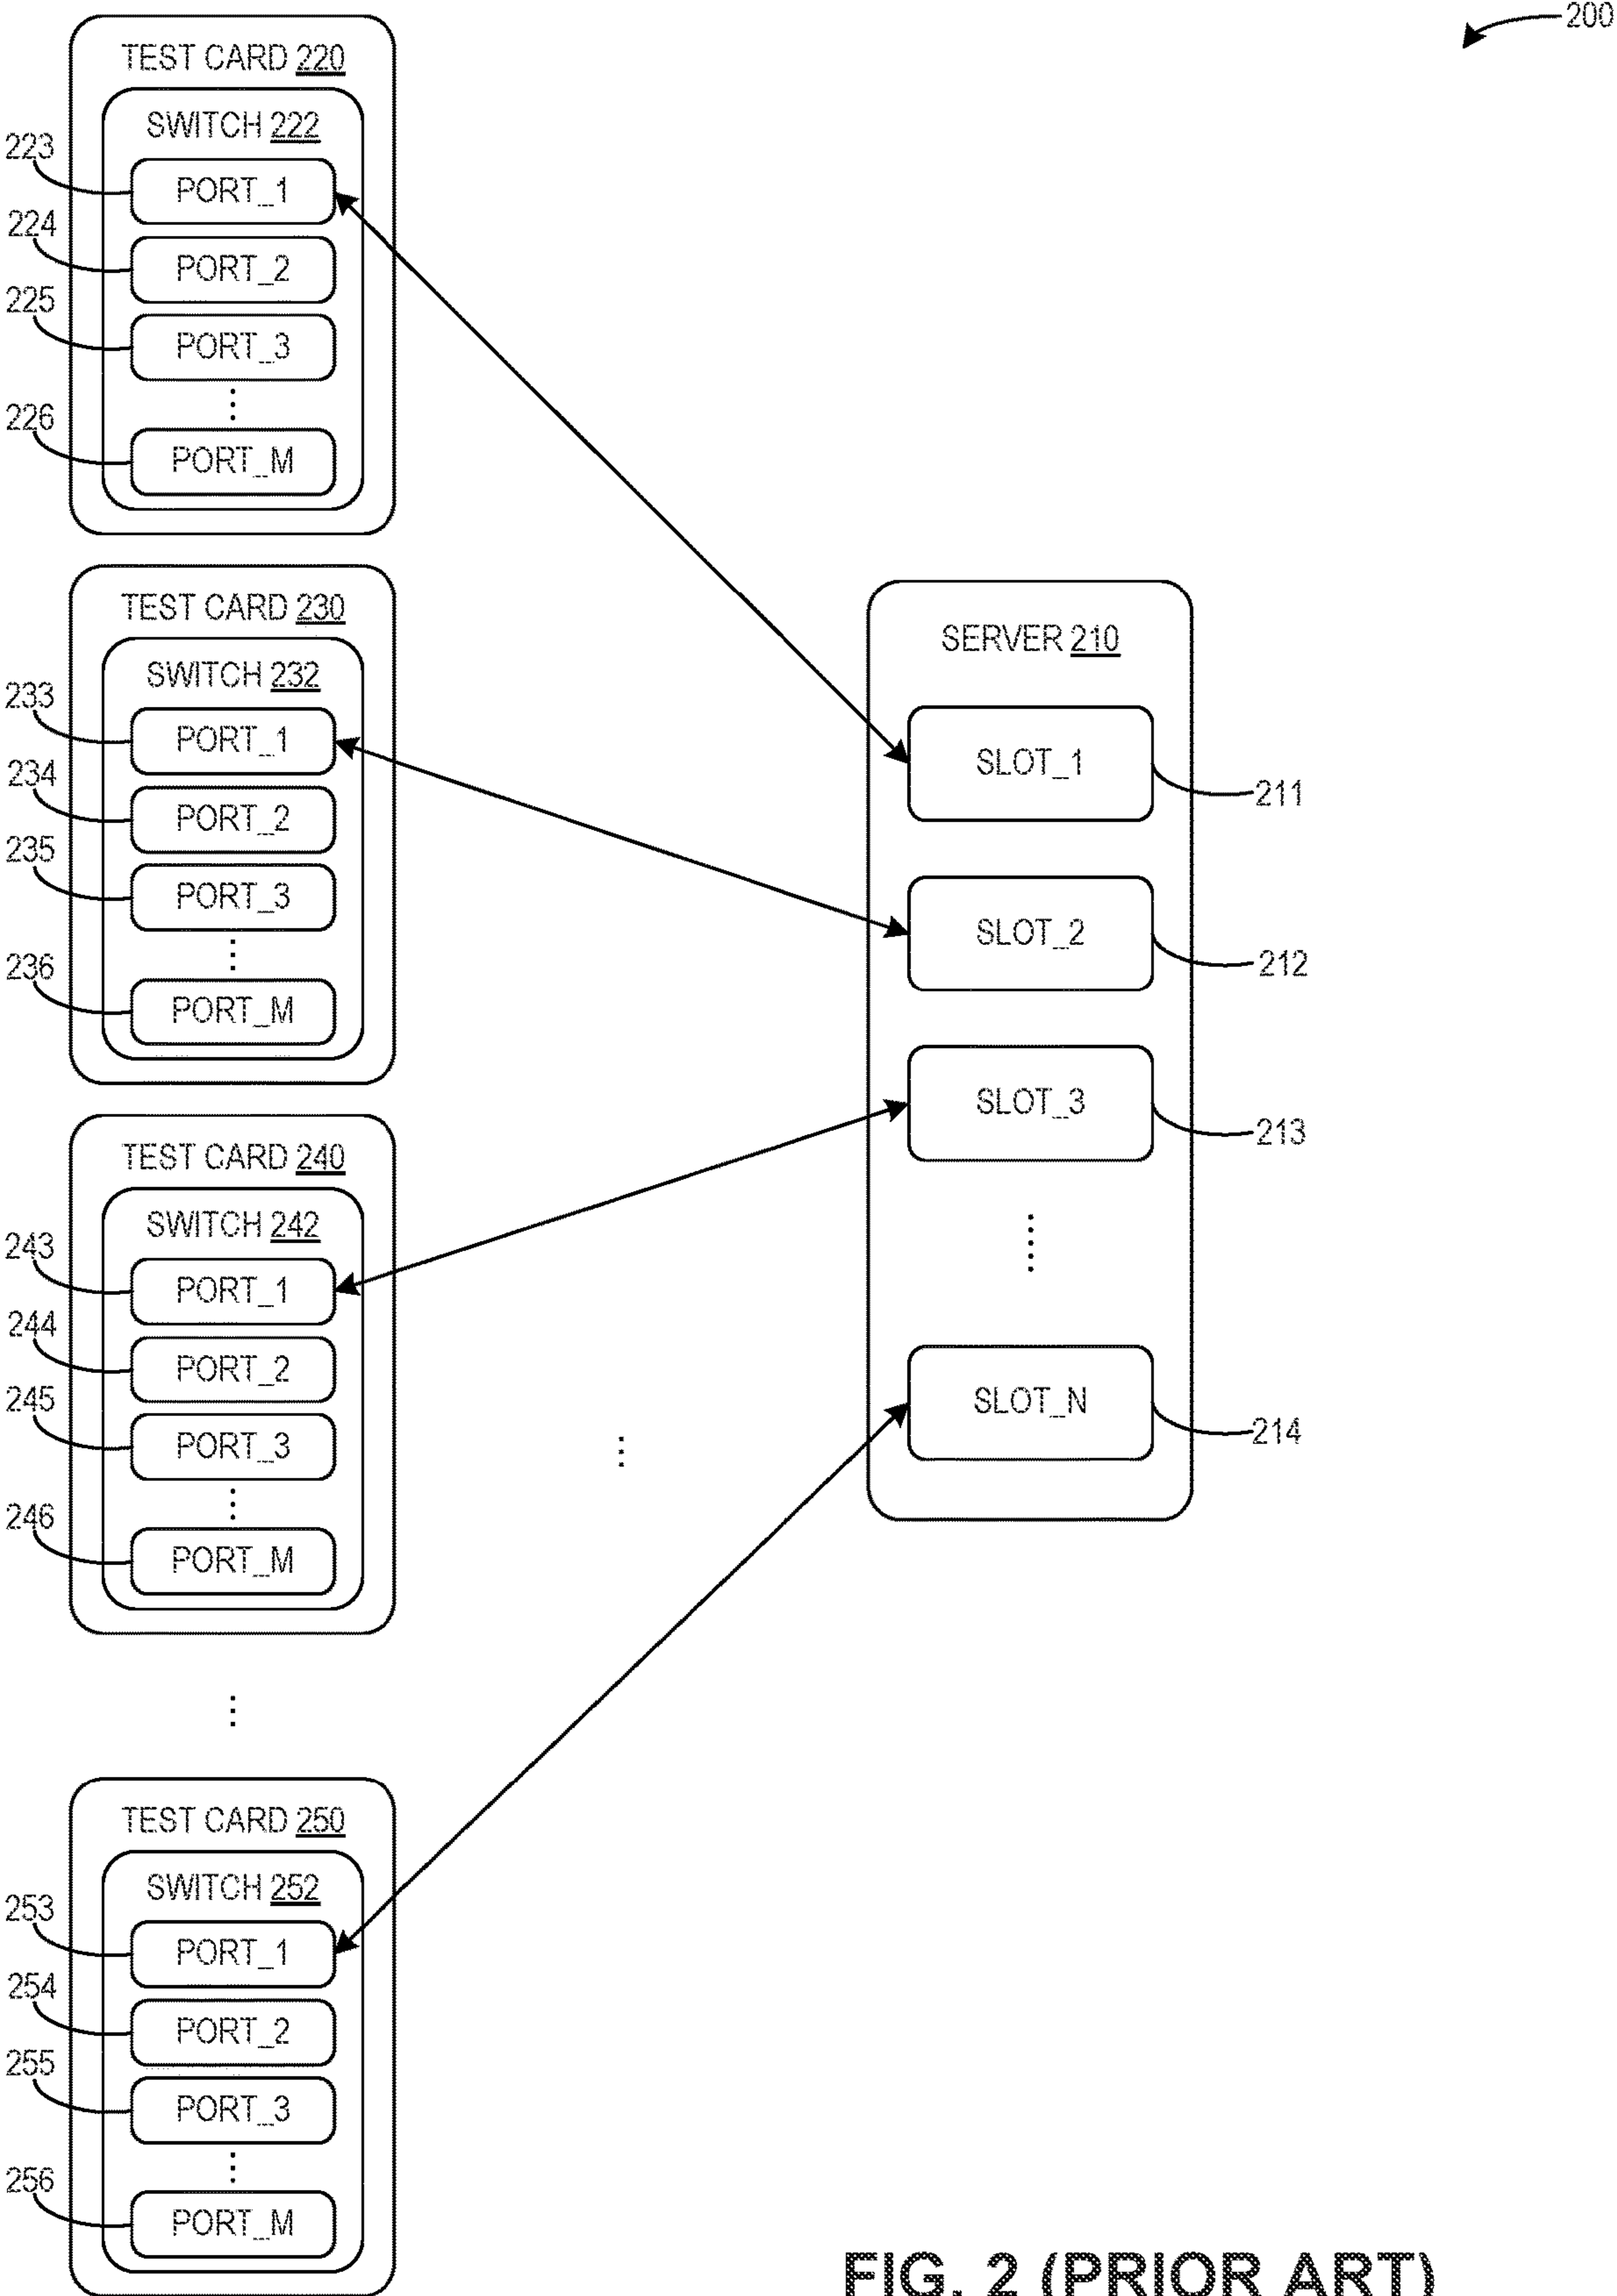 200
TEST CARD 220
SWITCH 222
223
PORT_1
224
PORT_2
225
PORT_3
226
PORT_M
TEST CARD 230
SWITCH 232
233
PORT_1
234
PORT_2
235
PORT_3
236
PORT_M
TEST CARD 240
SWITCH 242
243
PORT_1
244
PORT_2
245
PORT_3
246
PORT_M
TEST CARD 250
SWITCH 252
253
PORT_1
254
PORT_2
255
PORT_3
256
PORT_M
SERVER 210
SLOT_1
211
SLOT_2
212
SLOT_3
213
SLOT_N
214
FIG. 2 (PRIOR ART)